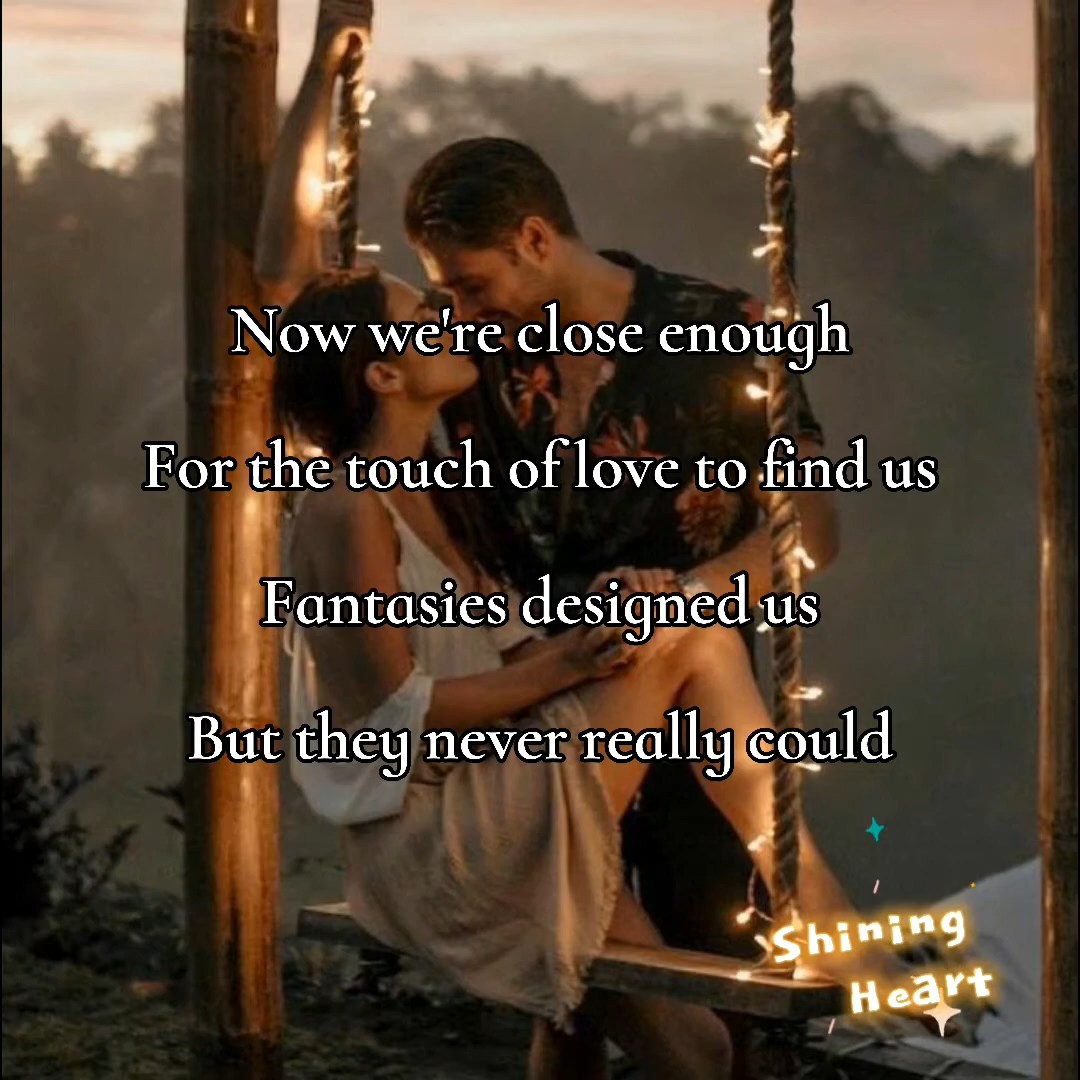 Now we're close enough
For the touch of love to find us
Fantasies designed us
But they never really could
Shining
Heart